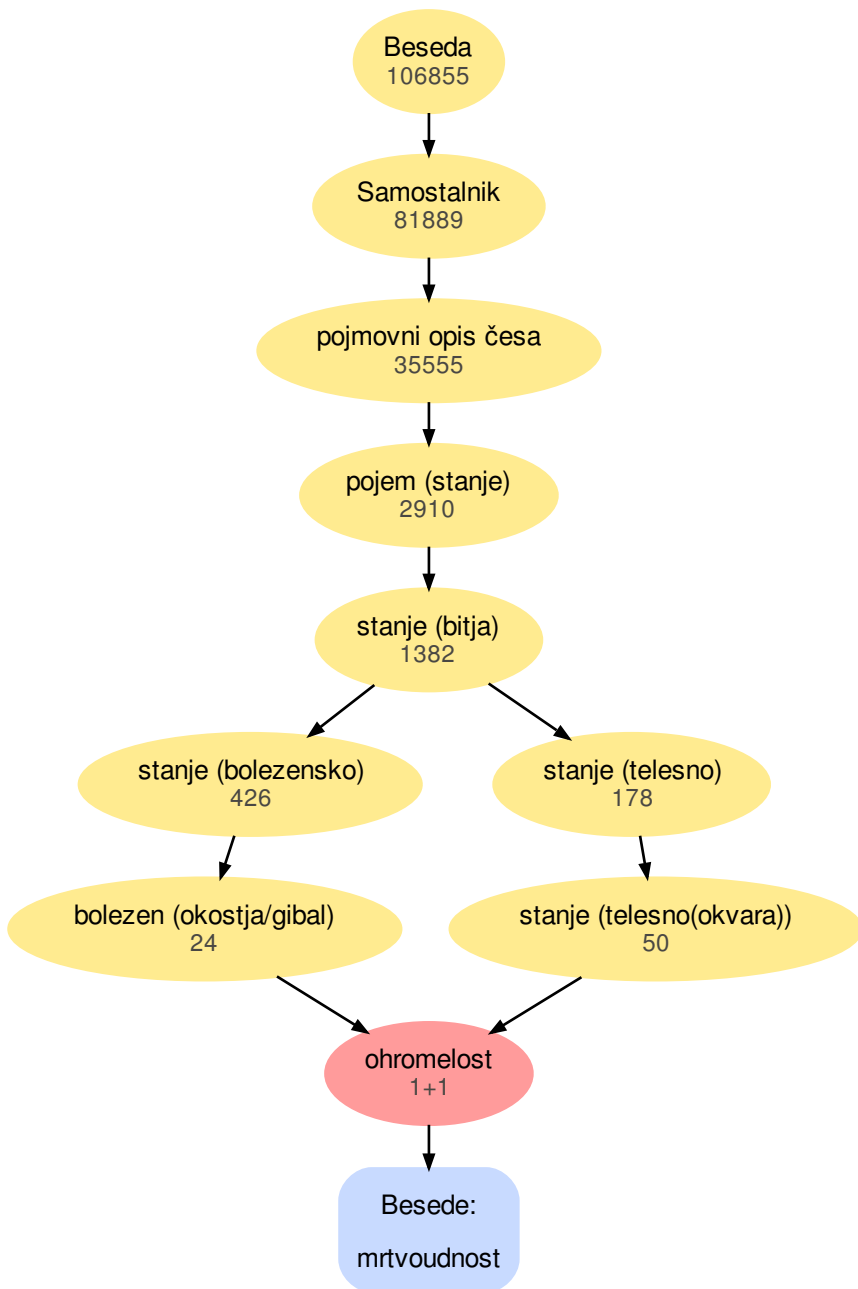 Beseda
106855
Samostalnik
81889
pojmovni opis česa
35555
pojem (stanje)
2910
stanje (bitja)
1382
stanje (bolezensko)
426
stanje (telesno)
178
bolezen (okostja/gibal)
24
stanje (telesno(okvara))
50
ohromelost
1+1
Besede:
mrtvoudnost